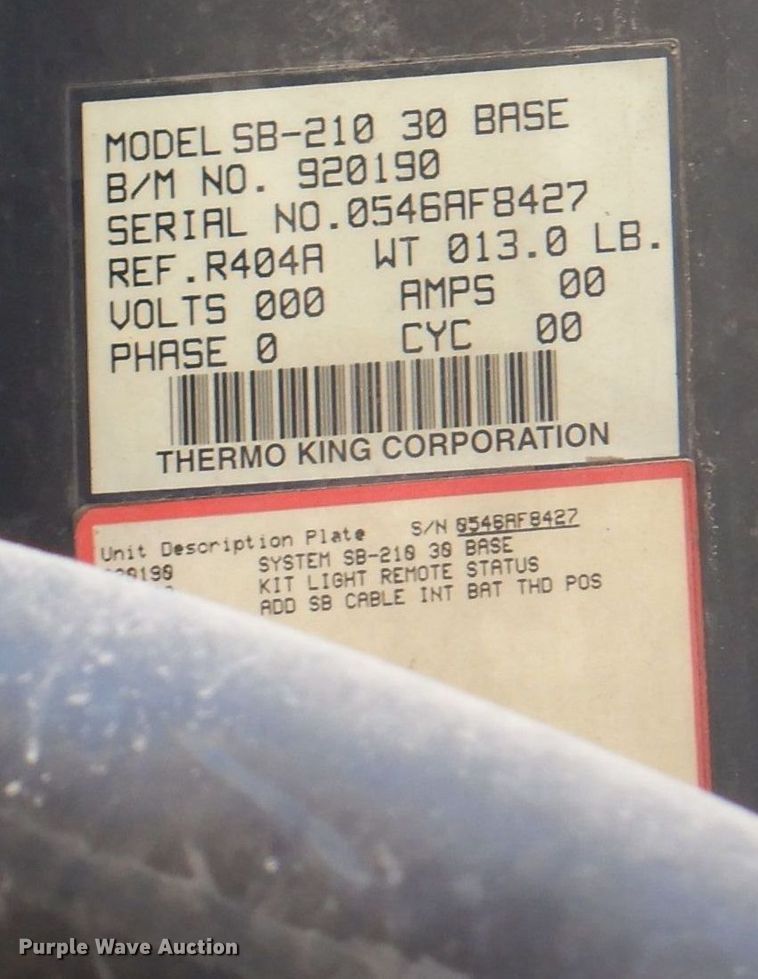 MODEL SB-210 30 BASE
B/M NO. 920190
SERIAL NO.0546AF8427
REF.R404A WT 013.0 LB.
VOLTS 000 AMPS 00
PHASE 0 CYC 00
THERMO KING CORPORATION
Unit Description Plate S/N 0546AF8427
SYSTEM SB-210 30 BASE
KIT LIGHT REMOTE STATUS
ADD SB CABLE INT BAT THD POS
Purple Wave Auction